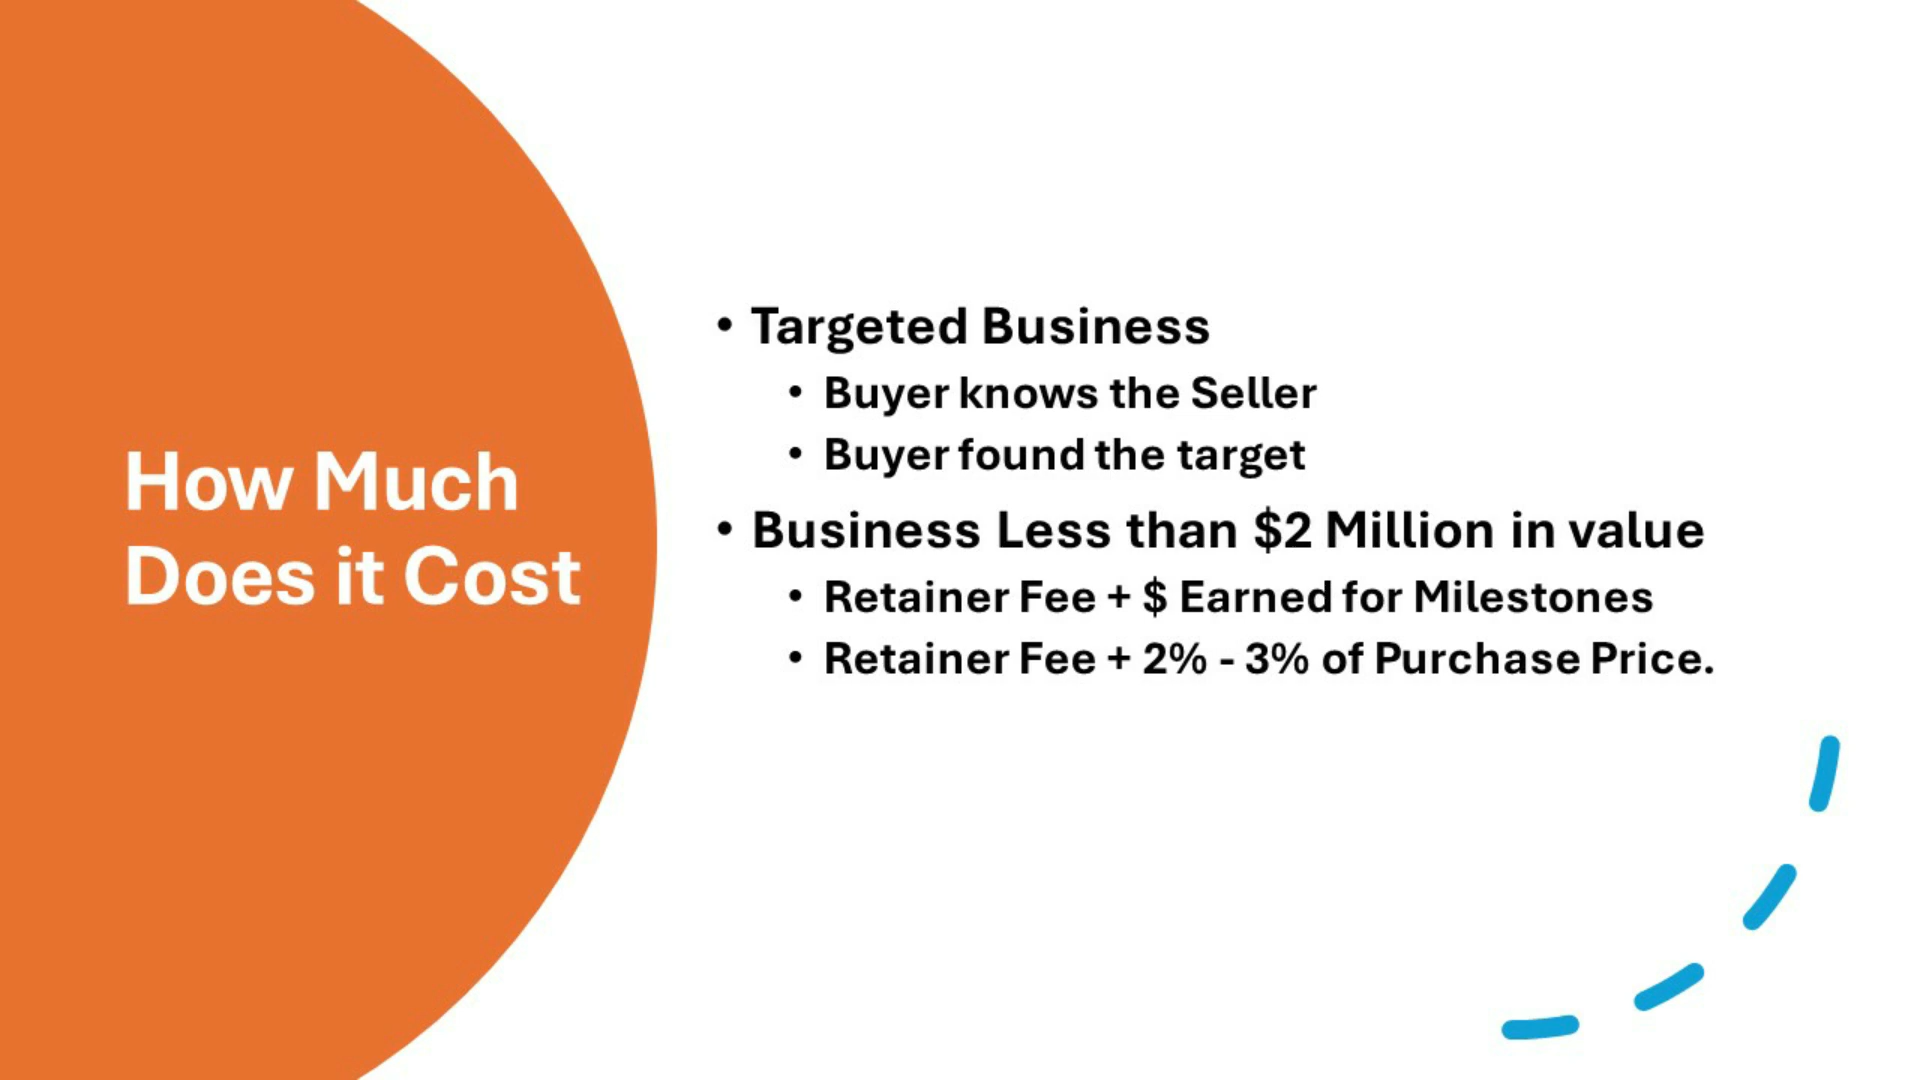 How Much
Does it Cost
• Targeted Business
• Buyer knows the Seller
• Buyer found the target
• Business Less than $2 Million in value
• Retainer Fee + $ Earned for Milestones
• Retainer Fee + 2% - 3% of Purchase Price.